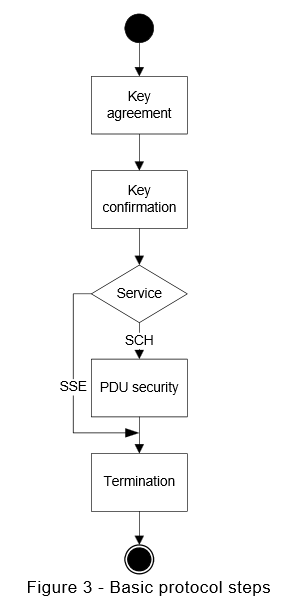 Key
agreement
Key
confirmation
Service
SCH
SSE
PDU security
Termination
Figure 3 - Basic protocol steps